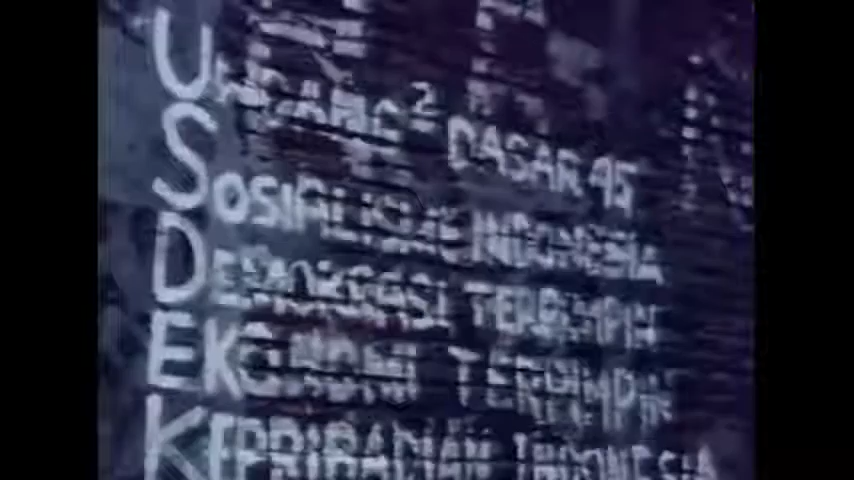 UNDANG² DASAR 45
SOSIALISME INDONESIA
DEMOKRASI TERPIMPIN
EKONOMI TERPIMPIN
KEPRIBADIAN INDONESIA